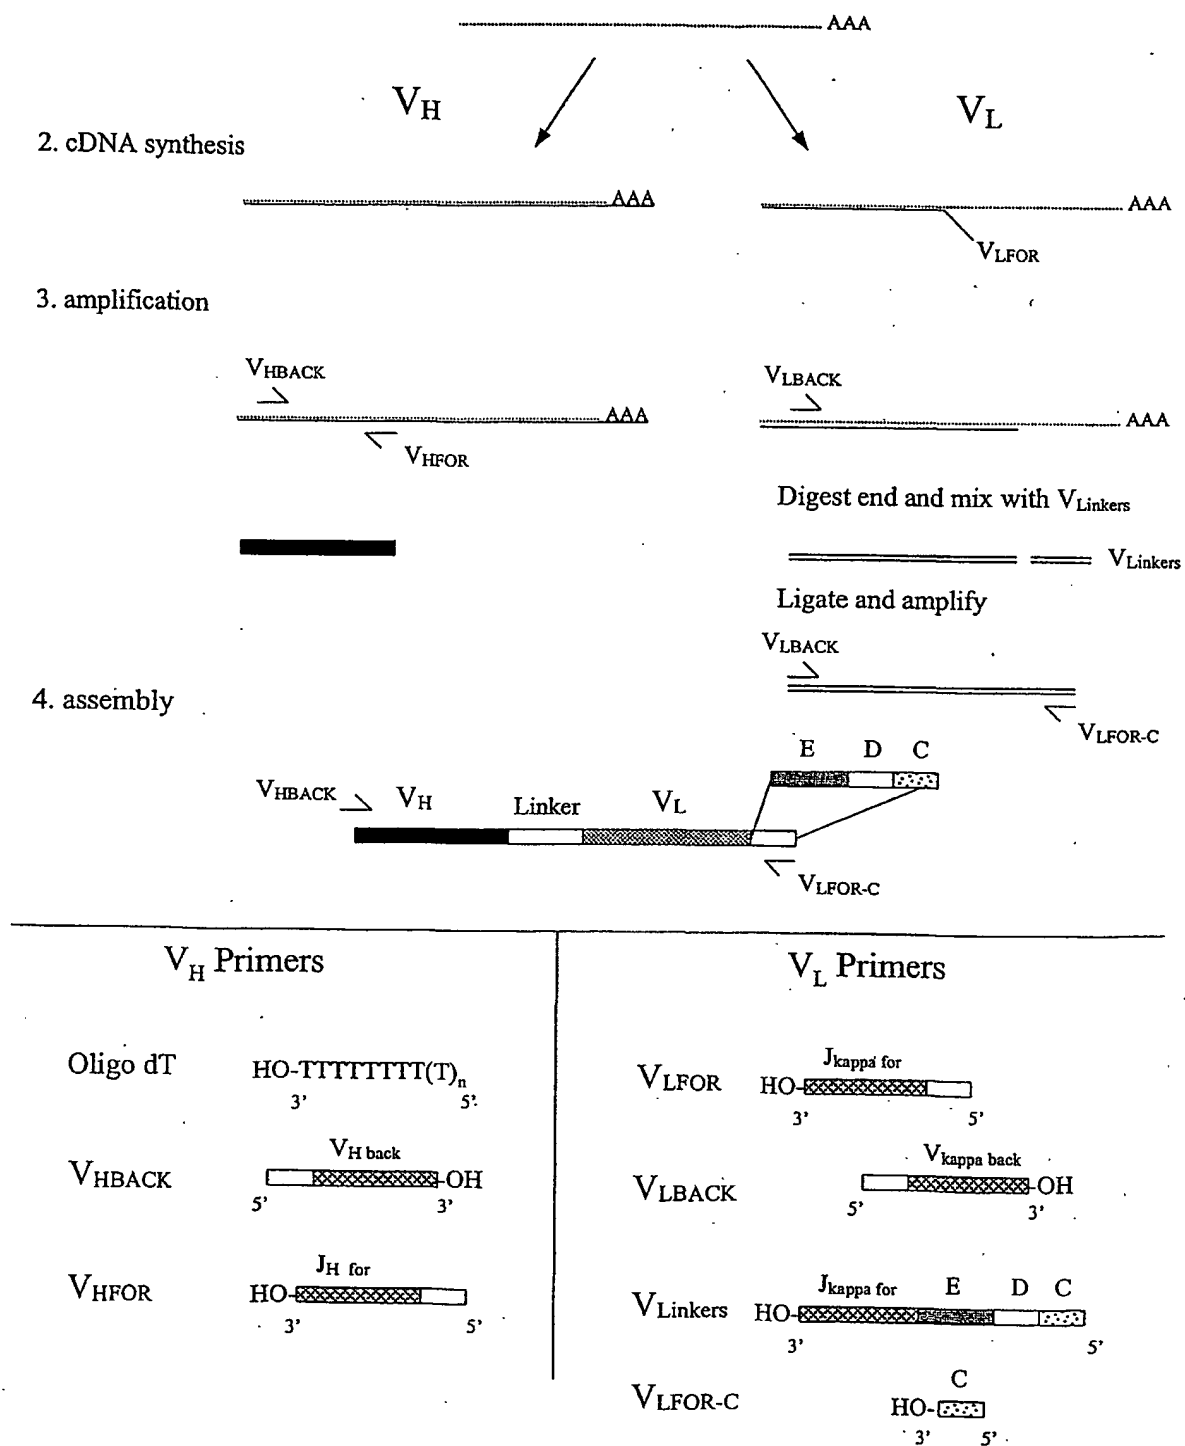 AAA
VH VL
2. cDNA synthesis
AAA AAA
VLFOR
3. amplification
VHBACK VLBACK
AAA AAA
VHFOR
Digest end and mix with VLinkers
VLinkers
Ligate and amplify
VLBACK
4. assembly
VLFOR-C
E D C
VHBACK VH Linker VL
VLFOR-C
VH Primers VL Primers
Oligo dT HO-TTTTTTTTT(T)n
3' 5'
VHBACK VH back -OH
5' 3'
VHFOR JH for HO-
3' 5'
VLFOR Jkappa for HO-
3' 5'
VLBACK Vkappa back -OH
5' 3'
VLinkers Jkappa for E D C HO-
3' 5'
VLFOR-C C HO-
3' 5'